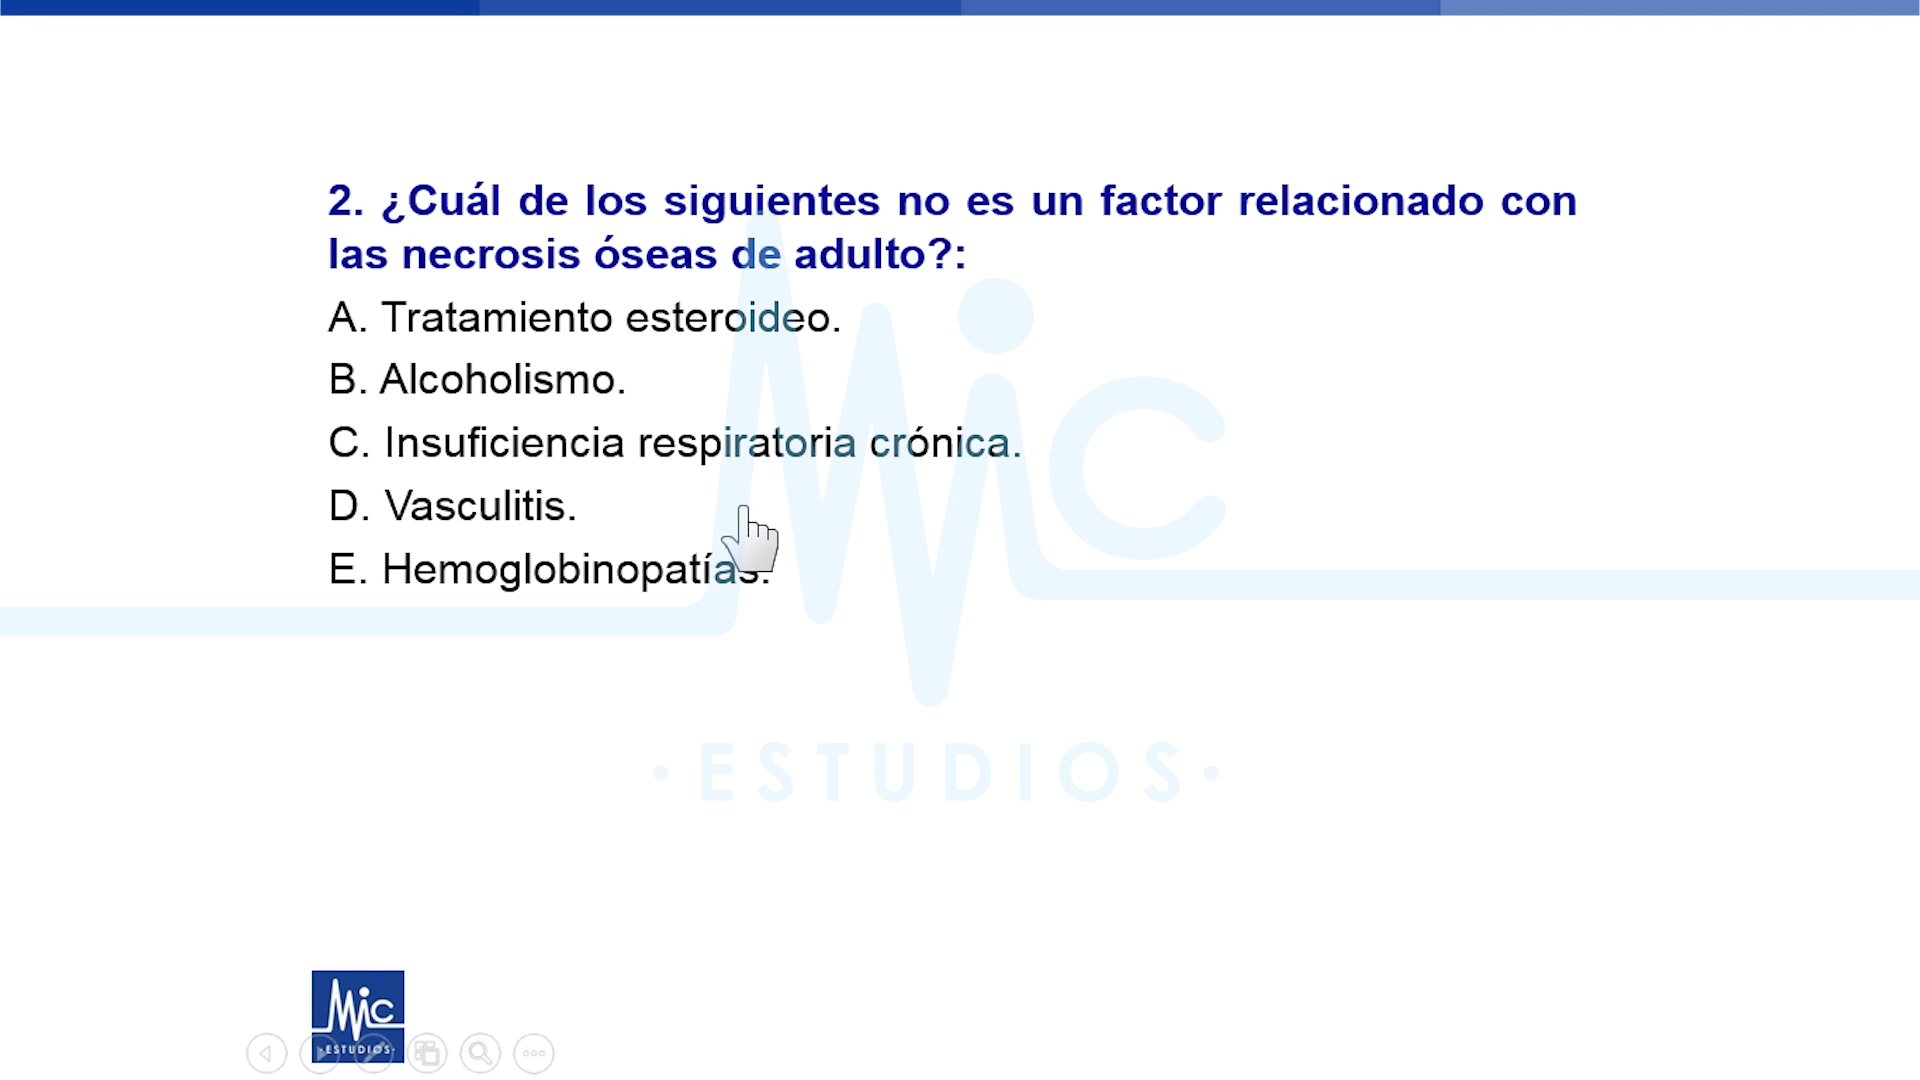 2. ¿Cuál de los siguientes no es un factor relacionado con
las necrosis óseas de adulto?:
A. Tratamiento esteroideo.
B. Alcoholismo.
C. Insuficiencia respiratoria crónica.
D. Vasculitis.
E. Hemoglobinopatías.
Mic
·ESTUDIOS·
Mic
·ESTUDIOS·